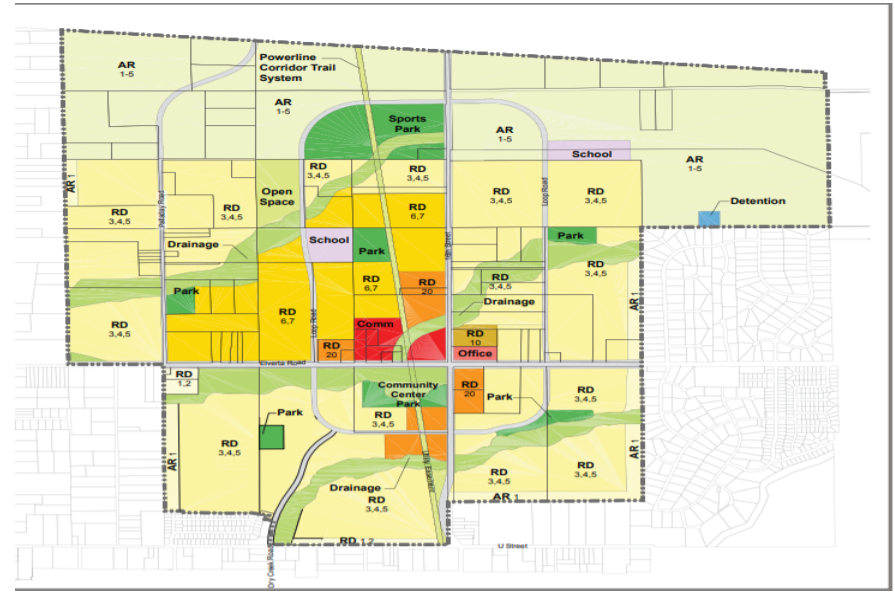 Powerline
Corridor Trail
System
AR
1-5
AR
1-5
Sports
Park
AR
1-5
School
AR
1-5
RD
3,4,5
RD
3,4,5
RD
3,4,5
RD
3,4,5
AR 1
Open
Space
RD
6,7
Loop Road
Detention
RD
3,4,5
RD
3,4,5
Palladay Road
16th Street
Drainage
School
Park
Park
RD
3,4,5
RD
6,7
RD
20
RD
3,4,5
Park
Drainage
AR 1
RD
3,4,5
RD
6,7
Loop Road
Comm
RD
10
RD
20
Office
Elverta Road
RD
1,2
Community
Center
Park
RD
20
Park
RD
3,4,5
Park
RD
3,4,5
RD
3,4,5
AR 1
AR 1
RD
3,4,5
RD
3,4,5
Drainage
RD
3,4,5
AR 1
RD 1,2
U Street
Dry Creek Road